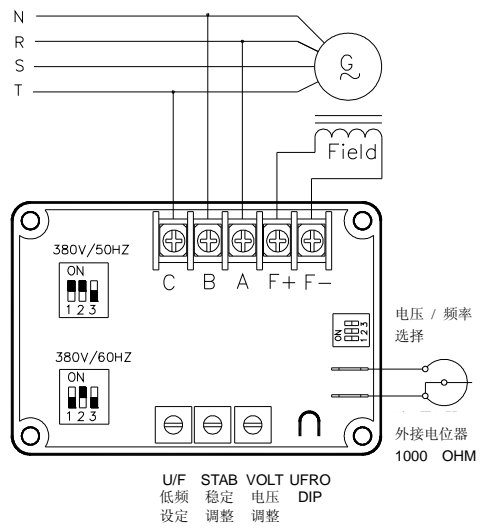 N
R
S
T
G
~
Field
380V/50HZ
ON
1 2 3
C B A F+ F-
电压 / 频率
选择
ON
1 2 3
380V/60HZ
ON
1 2 3
外接电位器
1000 OHM
U/F STAB VOLT UFRO
低频 稳定 电压 DIP
设定 调整 调整